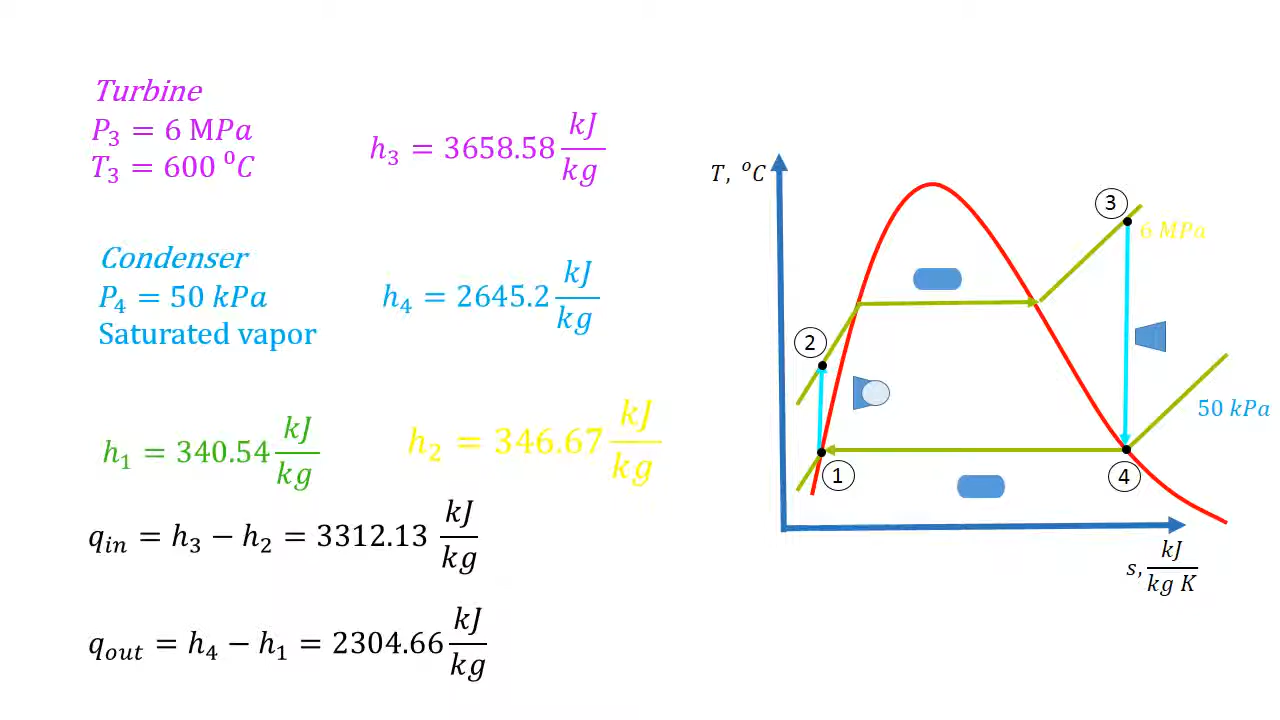 Turbine
P₃ = 6 MPa
T₃ = 600 ⁰C
h₃ = 3658.58 kJ/kg
Condenser
P₄ = 50 kPa
Saturated vapor
h₄ = 2645.2 kJ/kg
h₁ = 340.54 kJ/kg
h₂ = 346.67 kJ/kg
qᵢₙ = h₃ − h₂ = 3312.13 kJ/kg
qₒᵤₜ = h₄ − h₁ = 2304.66 kJ/kg
T, ⁰C
3
6 MPa
2
50 kPa
1
4
s, kJ/kg K